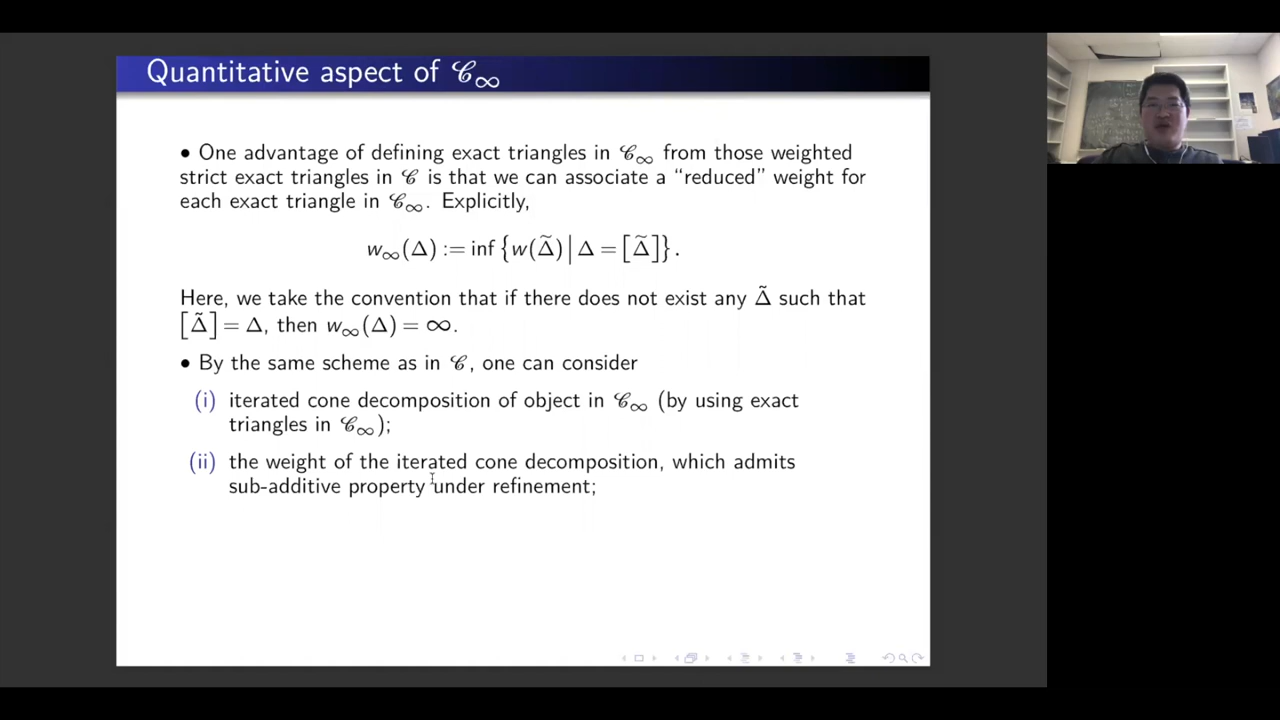 Quantitative aspect of 𝒞∞
• One advantage of defining exact triangles in 𝒞∞ from those weighted
strict exact triangles in 𝒞 is that we can associate a “reduced” weight for
each exact triangle in 𝒞∞. Explicitly,
w∞(Δ) := inf {w(Δ̃) | Δ = [Δ̃]}.
Here, we take the convention that if there does not exist any Δ̃ such that
[Δ̃] = Δ, then w∞(Δ) = ∞.
• By the same scheme as in 𝒞, one can consider
(i) iterated cone decomposition of object in 𝒞∞ (by using exact
triangles in 𝒞∞);
(ii) the weight of the iterated cone decomposition, which admits
sub-additive property under refinement;